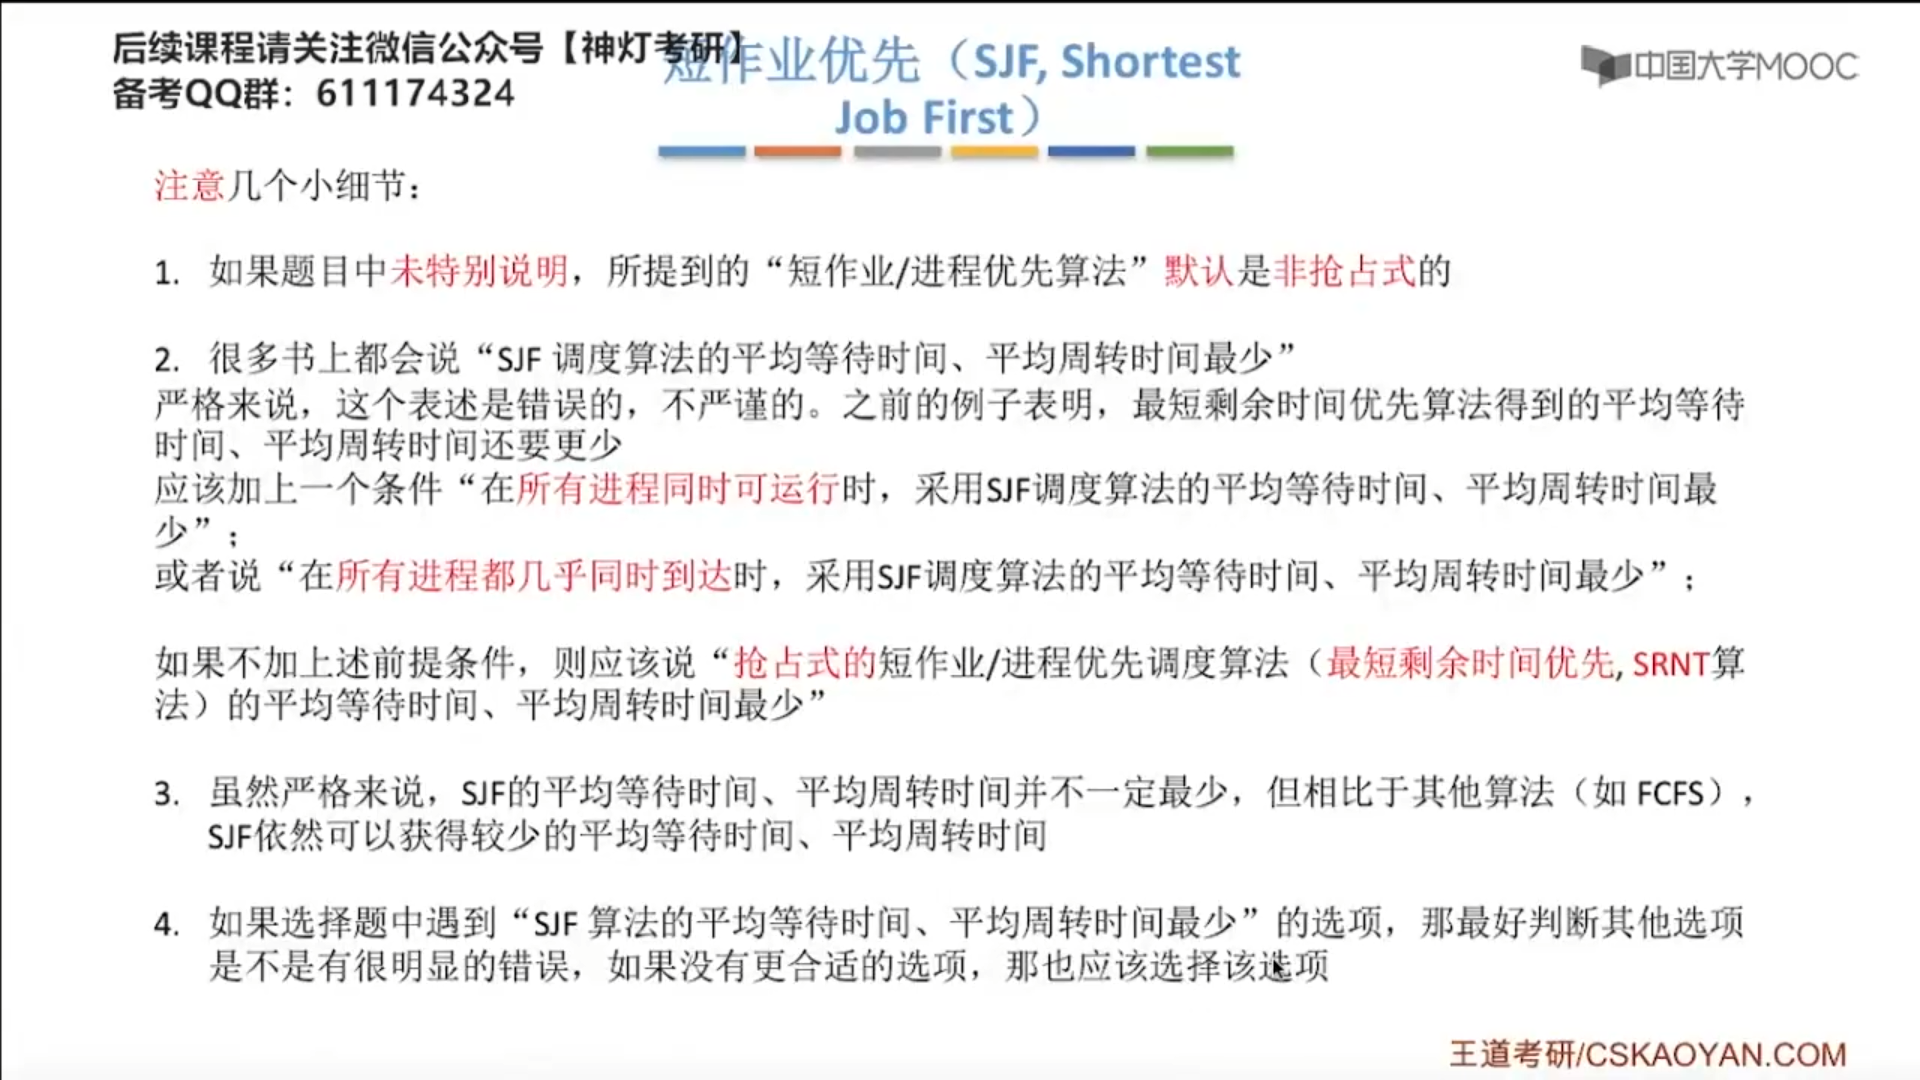 后续课程请关注微信公众号【神灯考研】
备考QQ群：611174324
短作业优先（SJF, Shortest
Job First）
中国大学MOOC
注意几个小细节：
1. 如果题目中未特别说明，所提到的“短作业/进程优先算法”默认是非抢占式的
2. 很多书上都会说“SJF 调度算法的平均等待时间、平均周转时间最少”
严格来说，这个表述是错误的，不严谨的。之前的例子表明，最短剩余时间优先算法得到的平均等待
时间、平均周转时间还要更少
应该加上一个条件“在所有进程同时可运行时，采用SJF调度算法的平均等待时间、平均周转时间最
少”；
或者说“在所有进程都几乎同时到达时，采用SJF调度算法的平均等待时间、平均周转时间最少”；
如果不加上述前提条件，则应该说“抢占式的短作业/进程优先调度算法（最短剩余时间优先, SRNT算
法）的平均等待时间、平均周转时间最少”
3. 虽然严格来说，SJF的平均等待时间、平均周转时间并不一定最少，但相比于其他算法（如 FCFS），
SJF依然可以获得较少的平均等待时间、平均周转时间
4. 如果选择题中遇到“SJF 算法的平均等待时间、平均周转时间最少”的选项，那最好判断其他选项
是不是有很明显的错误，如果没有更合适的选项，那也应该选择该选项
王道考研/CSKAOYAN.COM